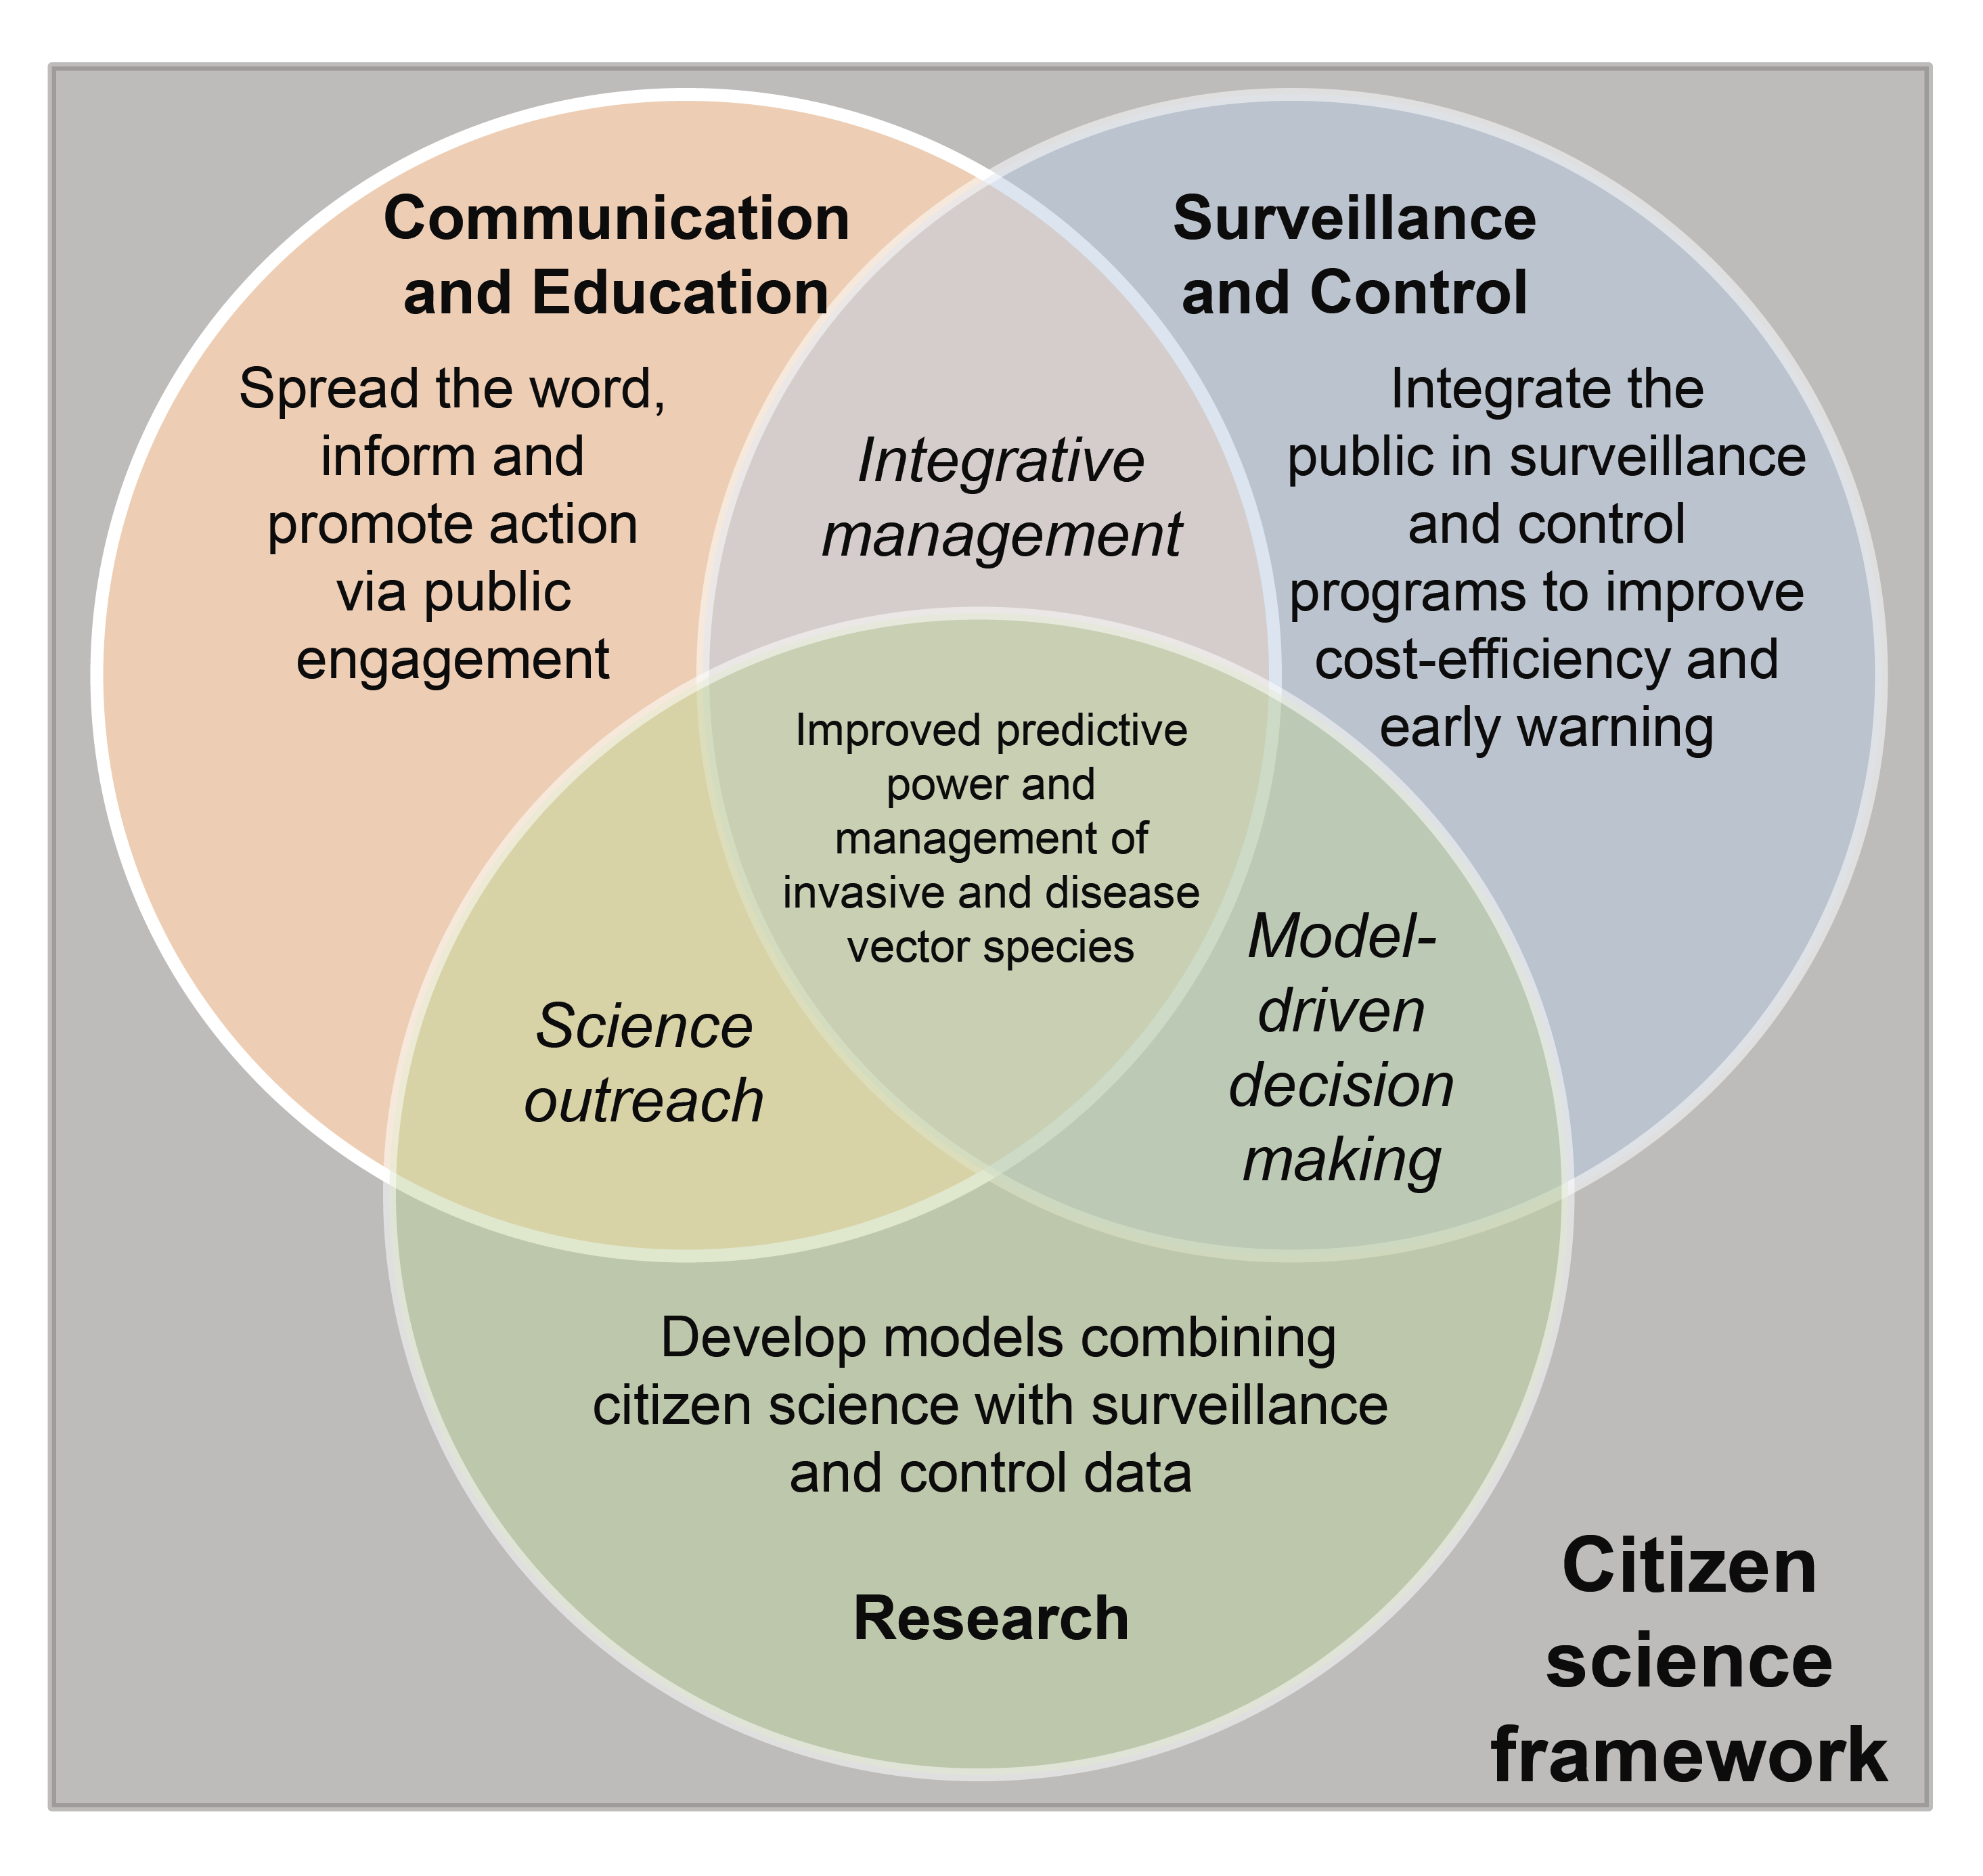 Communication
and Education
Spread the word,
inform and
promote action
via public
engagement
Surveillance
and Control
Integrate the
public in surveillance
and control
programs to improve
cost-efficiency and
early warning
Integrative
management
Improved predictive
power and
management of
invasive and disease
vector species
Science
outreach
Model-
driven
decision
making
Develop models combining
citizen science with surveillance
and control data
Research
Citizen
science
framework